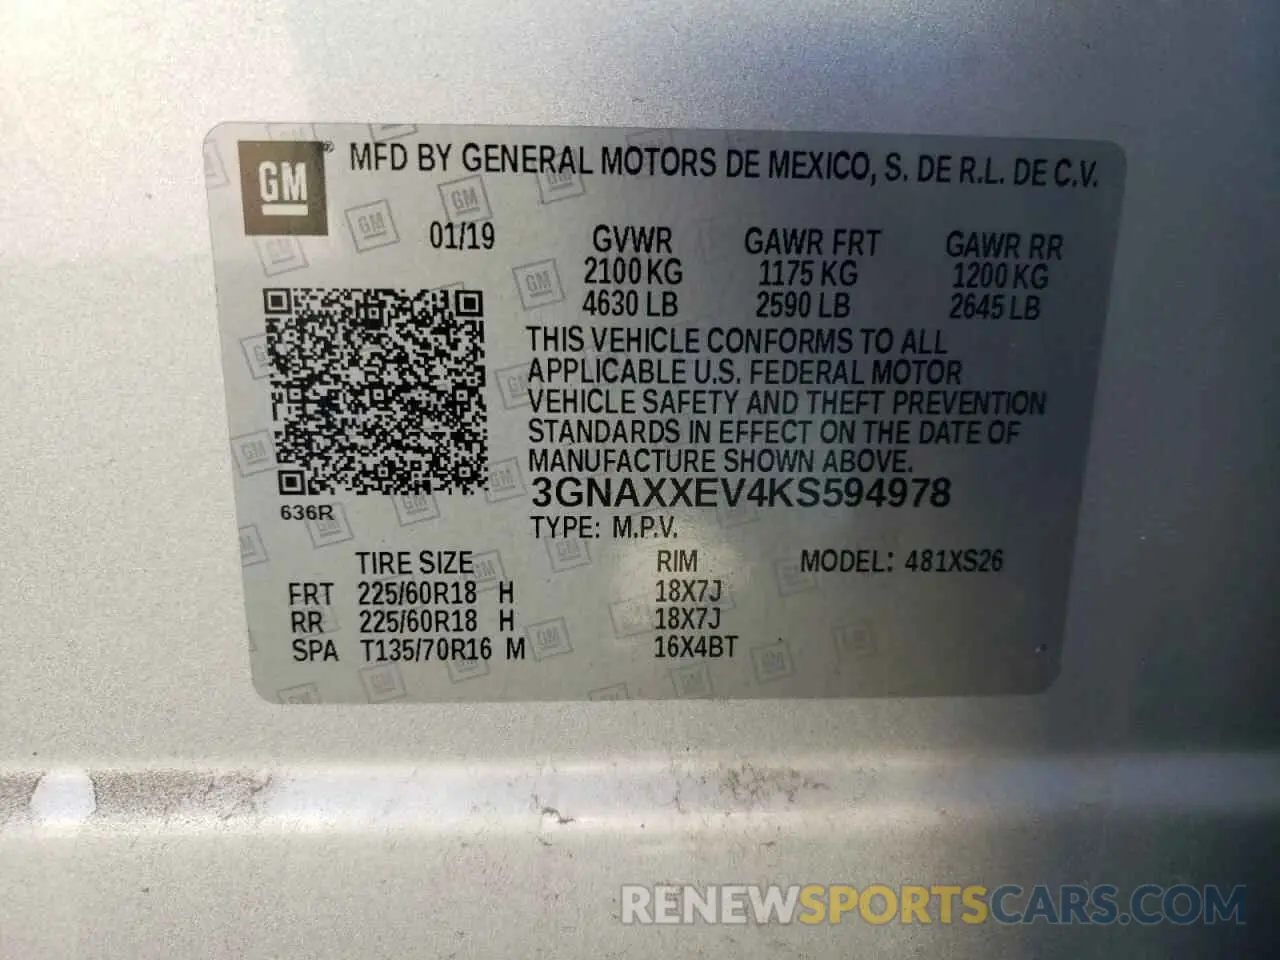 GM ® MFD BY GENERAL MOTORS DE MEXICO, S. DE R.L. DE C.V.
01/19 GVWR GAWR FRT GAWR RR
2100 KG 1175 KG 1200 KG
4630 LB 2590 LB 2645 LB
THIS VEHICLE CONFORMS TO ALL
APPLICABLE U.S. FEDERAL MOTOR
VEHICLE SAFETY AND THEFT PREVENTION
STANDARDS IN EFFECT ON THE DATE OF
MANUFACTURE SHOWN ABOVE.
3GNAXXEV4KS594978
636R
TYPE: M.P.V.
TIRE SIZE RIM MODEL: 481XS26
FRT 225/60R18 H 18X7J
RR 225/60R18 H 18X7J
SPA T135/70R16 M 16X4BT
RENEWSPORTSCARS.COM